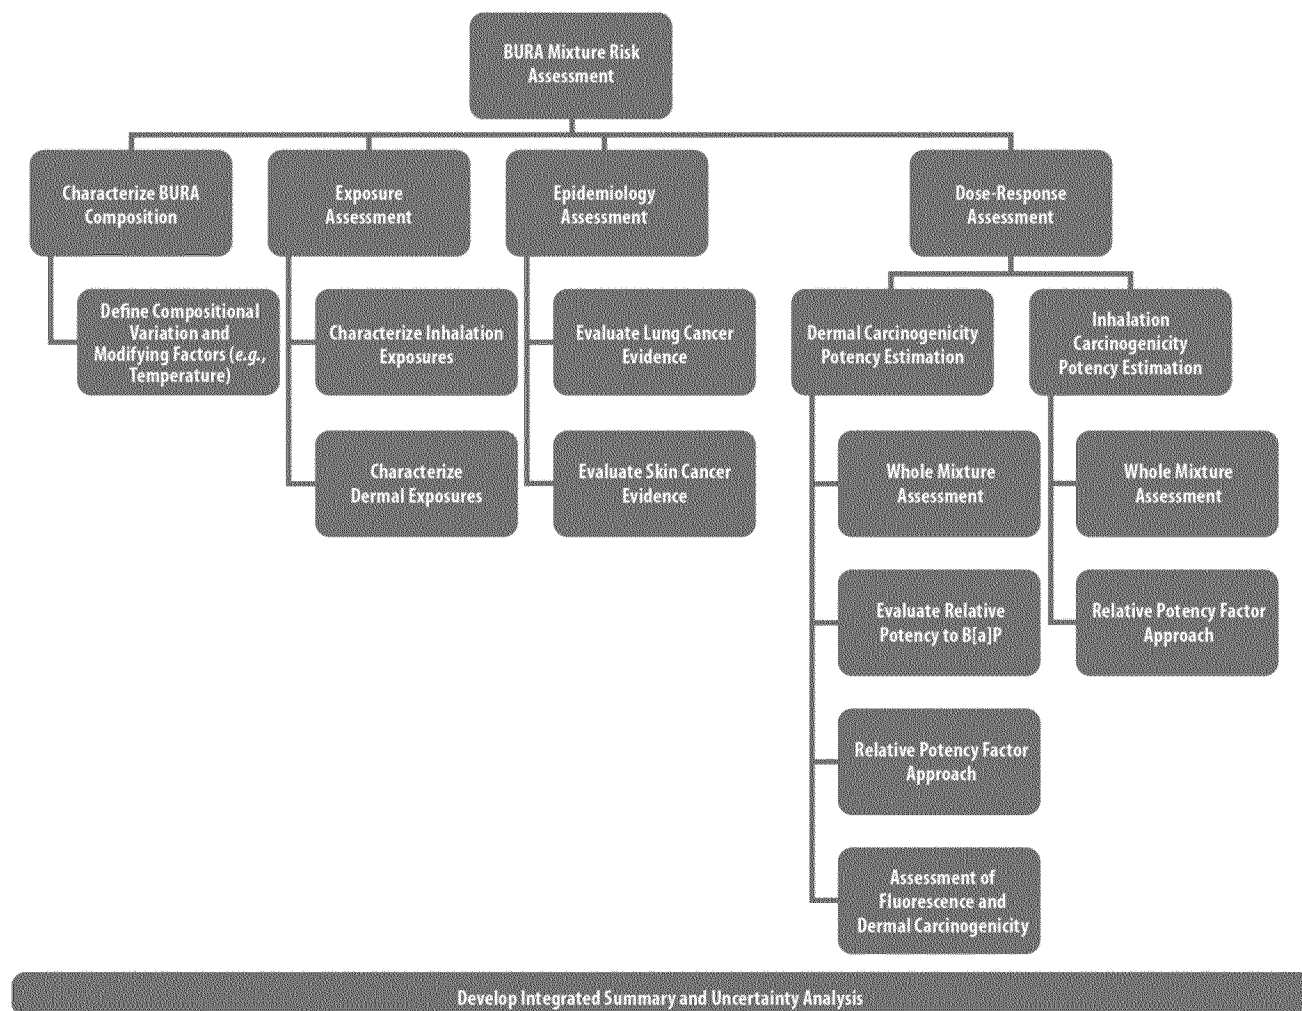 BURA Mixture Risk
Assessment
Characterize BURA
Composition
Define Compositional
Variation and
Modifying Factors (e.g.,
Temperature)
Exposure
Assessment
Characterize Inhalation
Exposures
Characterize
Dermal Exposures
Epidemiology
Assessment
Evaluate Lung Cancer
Evidence
Evaluate Skin Cancer
Evidence
Dose-Response
Assessment
Dermal Carcinogenicity
Potency Estimation
Whole Mixture
Assessment
Evaluate Relative
Potency to B[a]P
Relative Potency Factor
Approach
Assessment of
Fluorescence and
Dermal Carcinogenicity
Inhalation
Carcinogenicity
Potency Estimation
Whole Mixture
Assessment
Relative Potency Factor
Approach
Develop Integrated Summary and Uncertainty Analysis